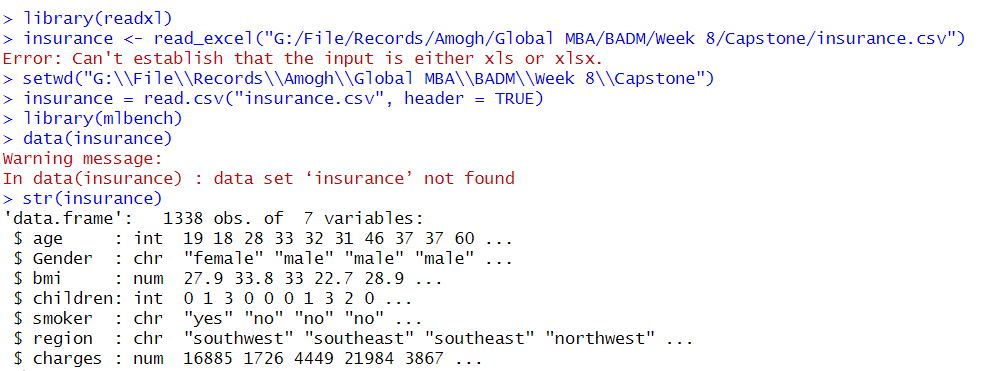 > library(readxl)
> insurance <- read_excel("G:/File/Records/Amogh/Global MBA/BADM/Week 8/Capstone/insurance.csv")
Error: Can't establish that the input is either xls or xlsx.
> setwd("G:\\File\\Records\\Amogh\\Global MBA\\BADM\\Week 8\\Capstone")
> insurance = read.csv("insurance.csv", header = TRUE)
> library(mlbench)
> data(insurance)
Warning message:
In data(insurance) : data set ‘insurance’ not found
> str(insurance)
'data.frame':   1338 obs. of  7 variables:
 $ age     : int  19 18 28 33 32 31 46 37 37 60 ...
 $ Gender  : chr  "female" "male" "male" "male" ...
 $ bmi     : num  27.9 33.8 33 22.7 28.9 ...
 $ children: int  0 1 3 0 0 0 1 3 2 0 ...
 $ smoker  : chr  "yes" "no" "no" "no" ...
 $ region  : chr  "southwest" "southeast" "southeast" "northwest" ...
 $ charges : num  16885 1726 4449 21984 3867 ...